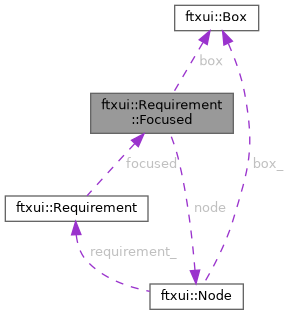 ftxui::Box
box
ftxui::Requirement
::Focused
focused
box_
ftxui::Requirement
node
requirement_
ftxui::Node